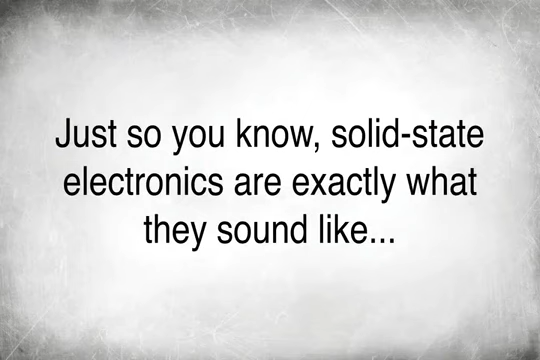 Just so you know, solid-state
electronics are exactly what
they sound like...